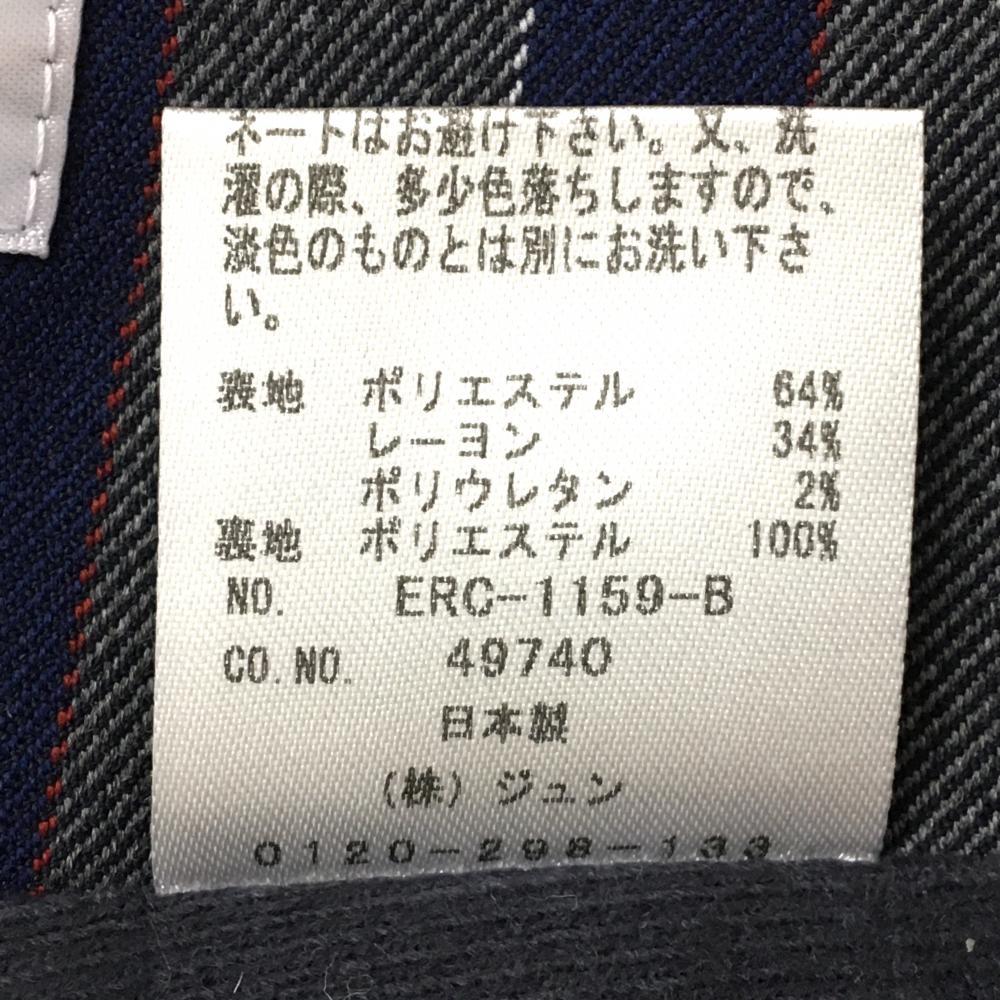 ネートはお避け下さい。又、洗
濯の際、多少色落ちしますので、
淡色のものとは別にお洗い下さ
い。
表地 ポリエステル 64%
レーヨン 34%
ポリウレタン 2%
裏地 ポリエステル 100%
NO. ERC-1159-B
CO.NO. 49740
日本製
(株)ジュン
0120-298-133